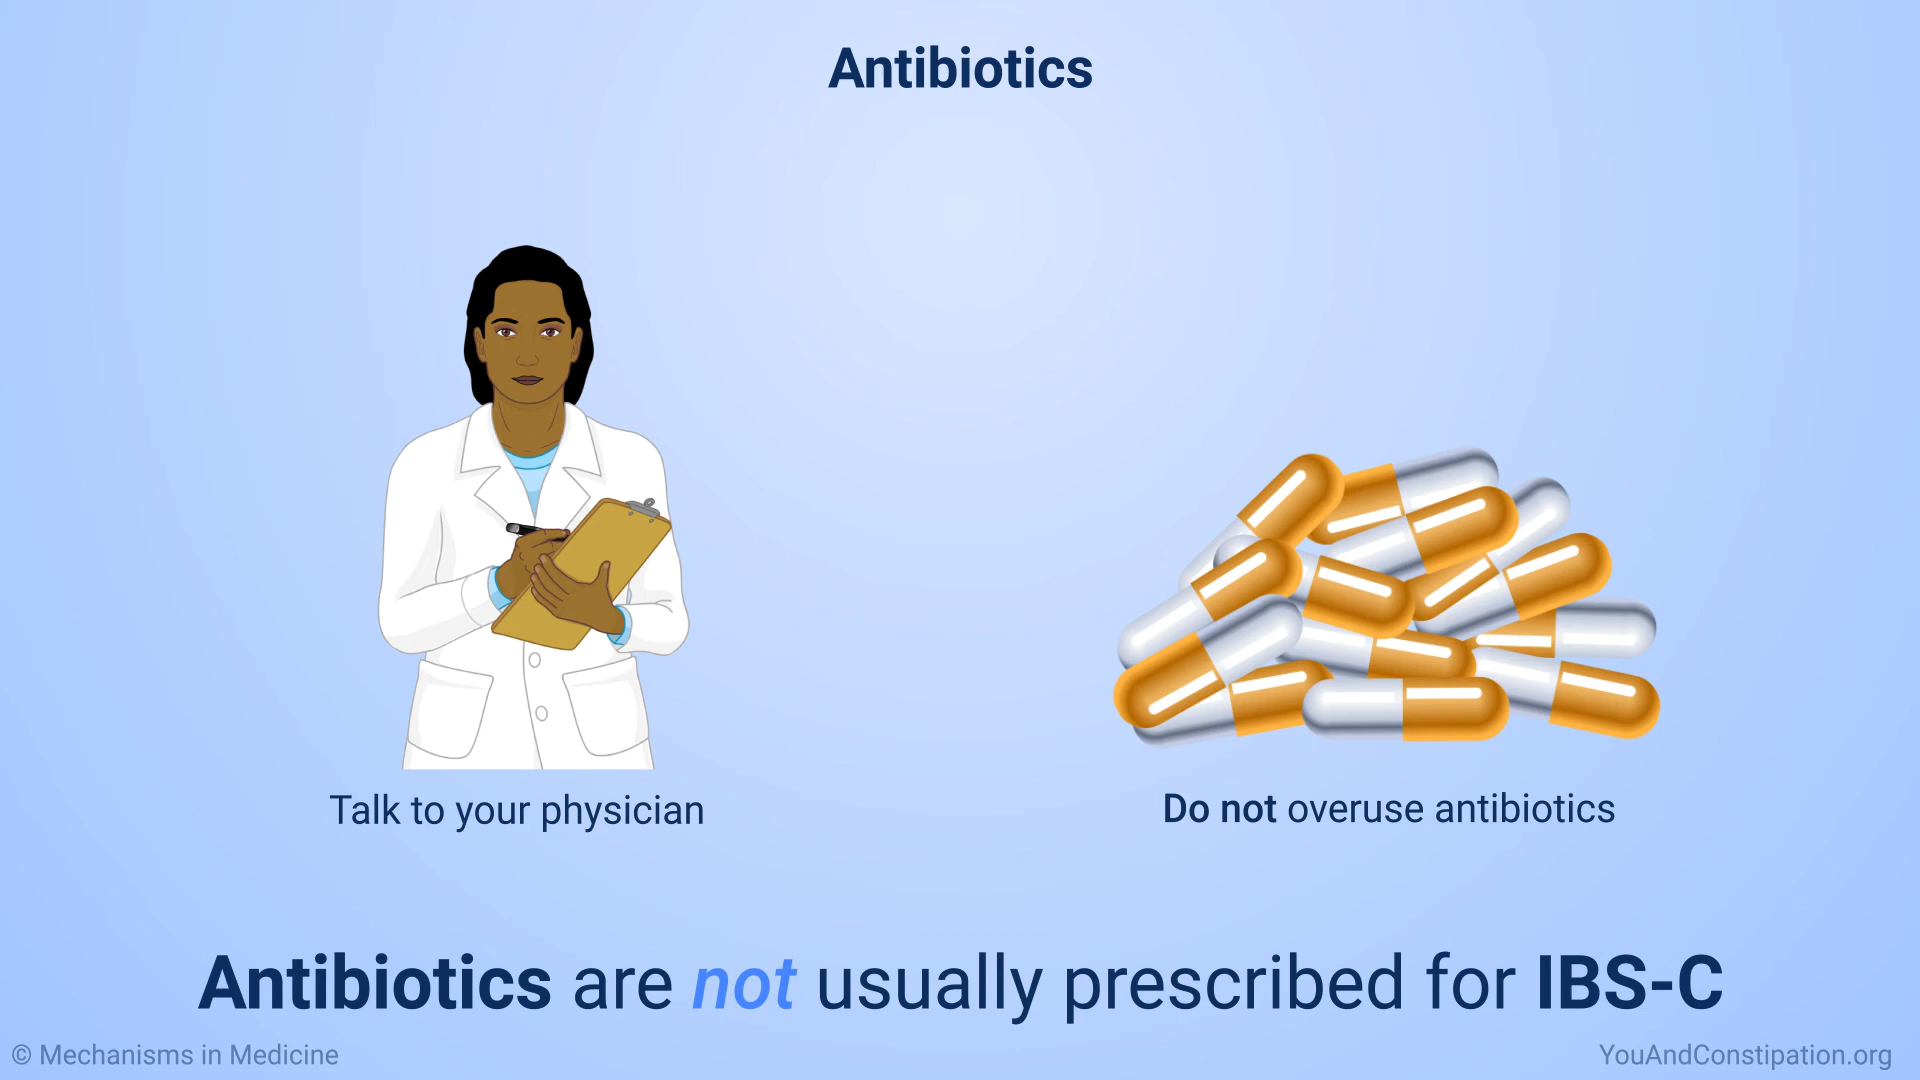 Antibiotics
Talk to your physician
Do not overuse antibiotics
Antibiotics are not usually prescribed for IBS-C
© Mechanisms in Medicine
YouAndConstipation.org